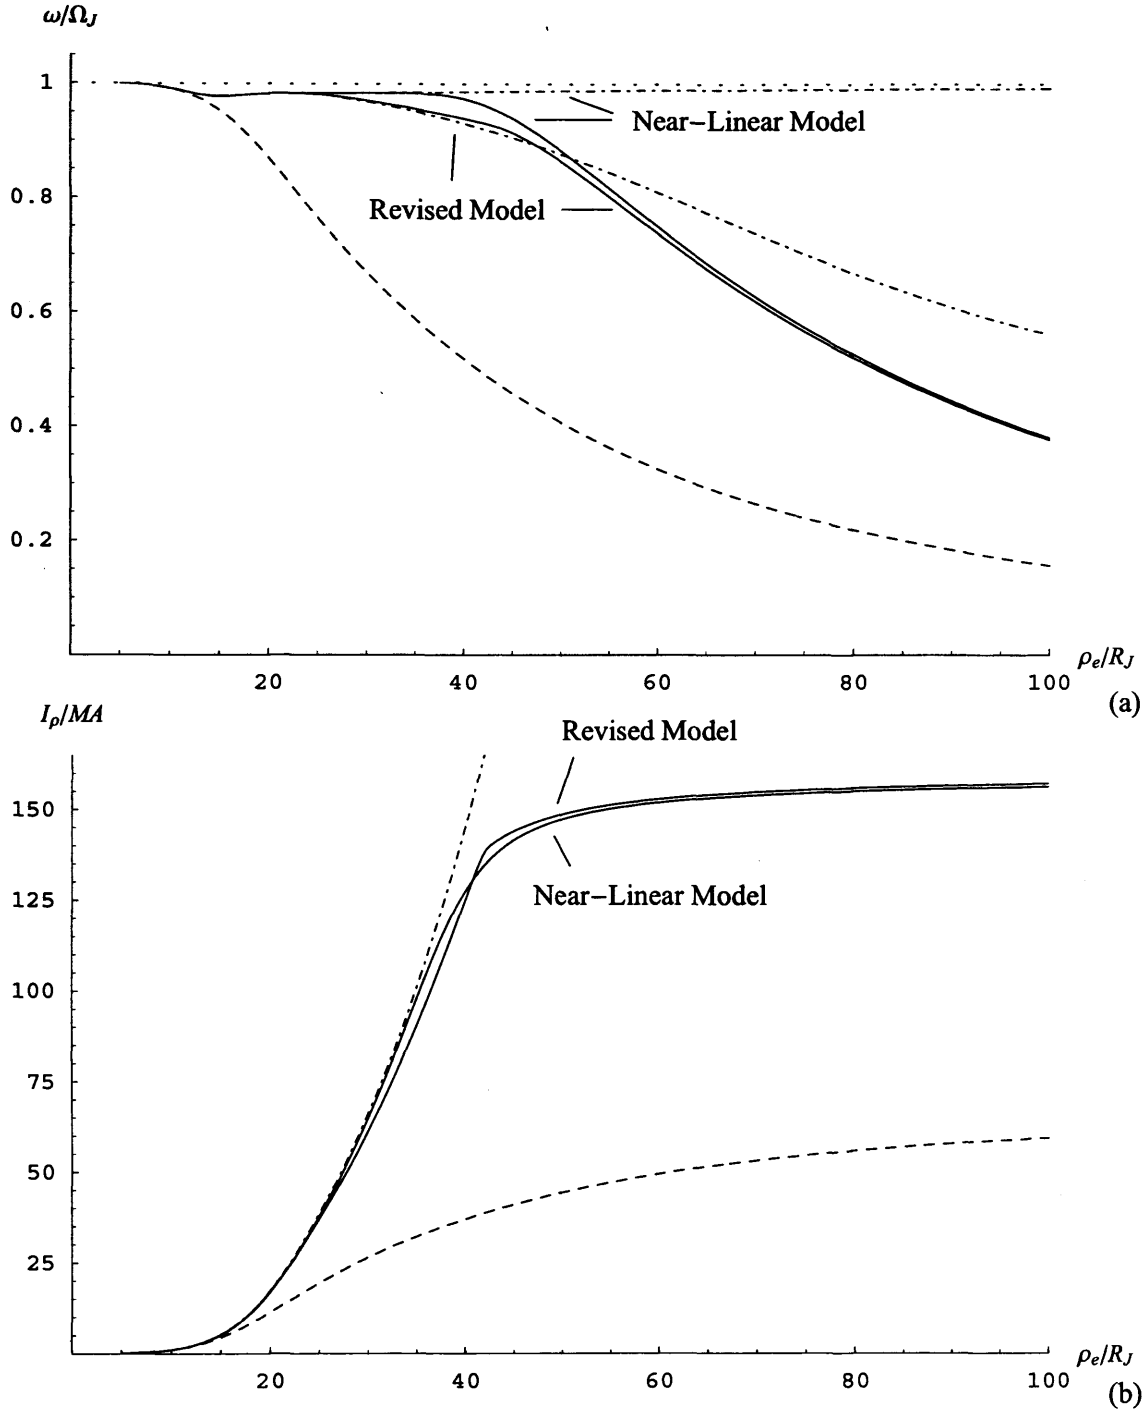 ω/Ω_J
1
0.8
0.6
0.4
0.2
Near–Linear Model
Revised Model
20 40 60 80 100
ρ_e/R_J
(a)
I_ρ/MA
150
125
100
75
50
25
Revised Model
Near–Linear Model
20 40 60 80 100
ρ_e/R_J
(b)